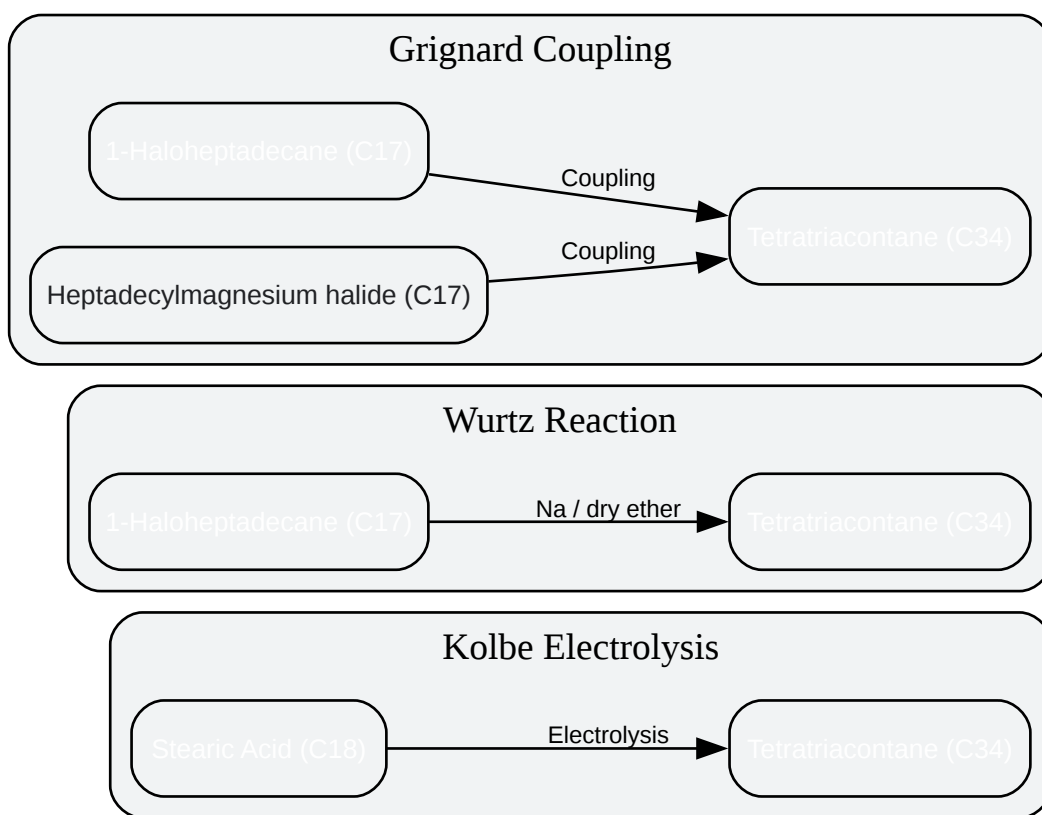 Grignard Coupling
1-Haloheptadecane (C17)
Coupling
Tetratriacontane (C34)
Coupling
Heptadecylmagnesium halide (C17)
Wurtz Reaction
1-Haloheptadecane (C17)
Na / dry ether
Tetratriacontane (C34)
Kolbe Electrolysis
Stearic Acid (C18)
Electrolysis
Tetratriacontane (C34)